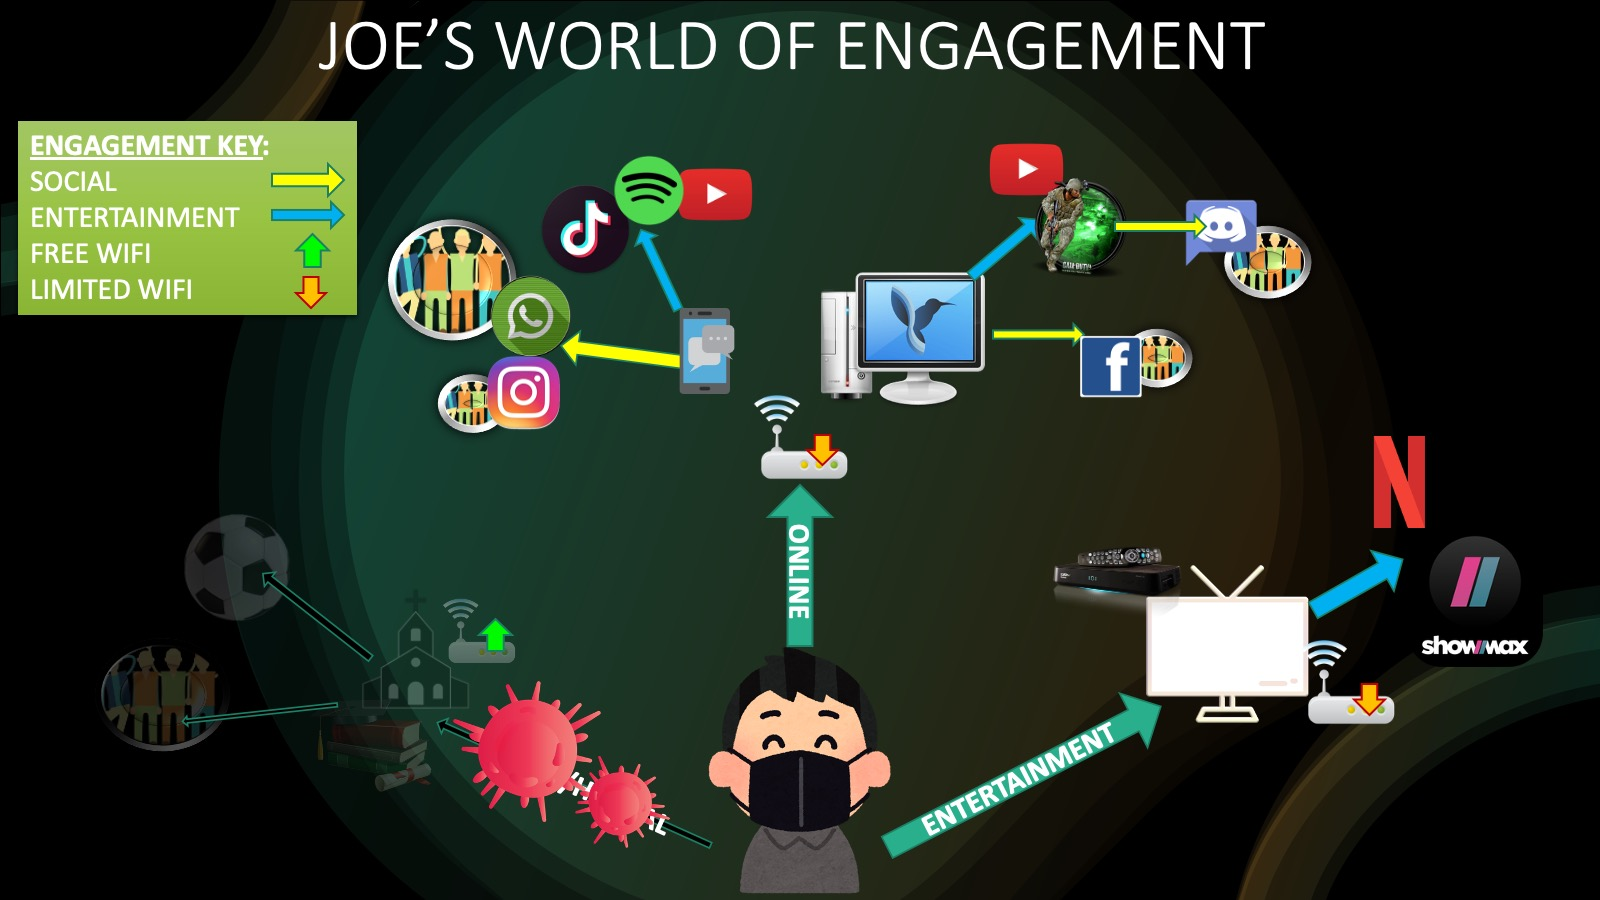 JOE'S WORLD OF ENGAGEMENT
ENGAGEMENT KEY:
SOCIAL
ENTERTAINMENT
FREE WIFI
LIMITED WIFI
f
N
ONLINE
showmax
ENTERTAINMENT